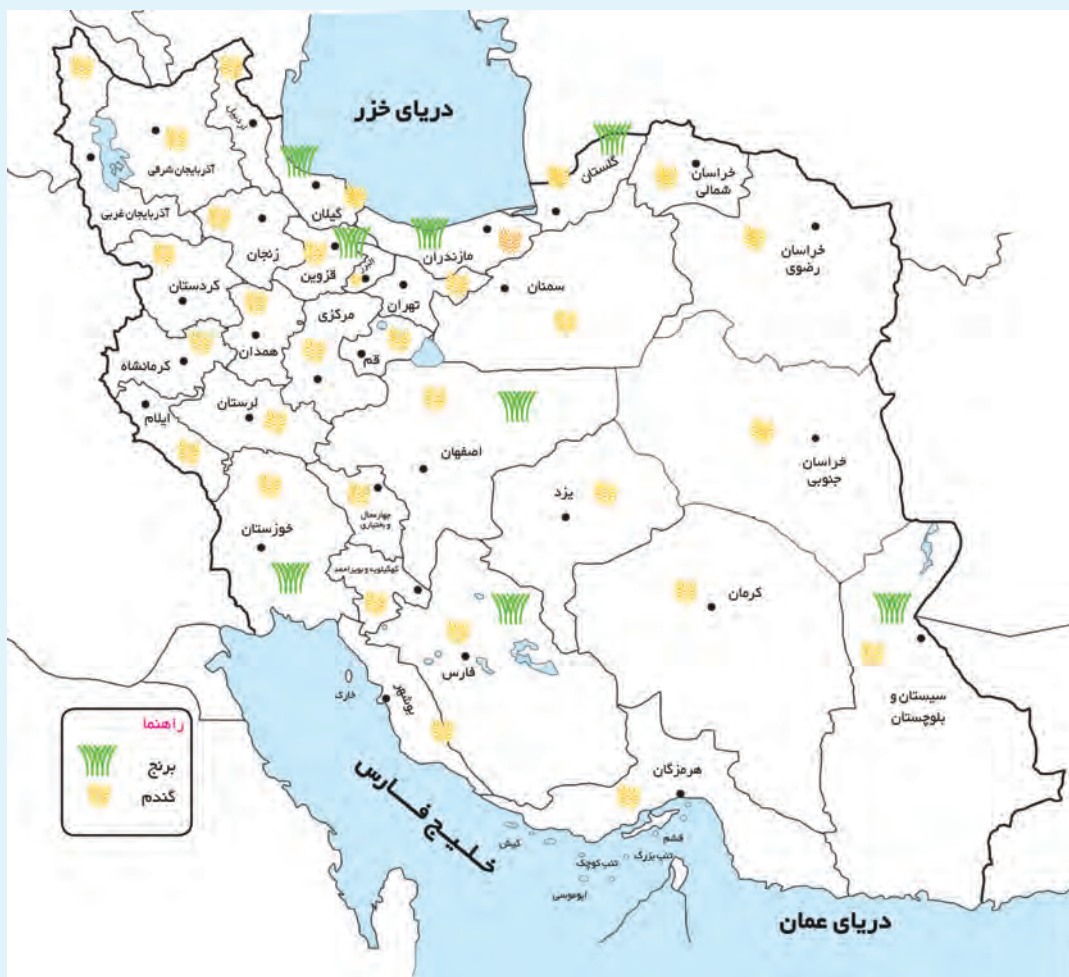 دریای خزر
اردبیل
آذربایجان شرقی
آذربایجان غربی
گیلان
گلستان
خراسان
شمالی
خراسان
رضوی
زنجان
قزوین
البرز
مازندران
تهران
سمنان
کردستان
همدان
مرکزی
قم
کرمانشاه
ایلام
لرستان
اصفهان
یزد
خراسان
جنوبی
خوزستان
چهارمحال
و بختیاری
کهگیلویه و بویراحمد
فارس
کرمان
سیستان و
بلوچستان
خارک
بوشهر
هرمزگان
خلیج فارس
کیش
قشم
تنب بزرگ
تنب کوچک
ابوموسی
دریای عمان
راهنما
برنج
گندم